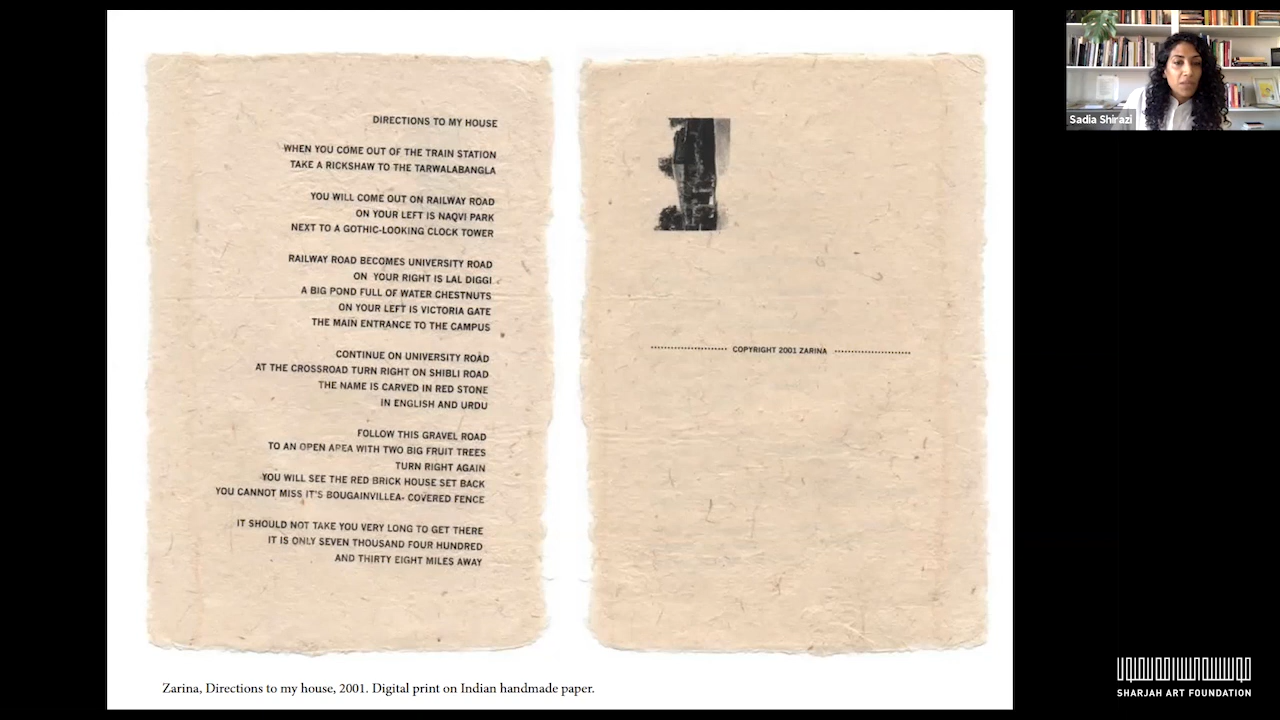 DIRECTIONS TO MY HOUSE
WHEN YOU COME OUT OF THE TRAIN STATION
TAKE A RICKSHAW TO THE TARWALABANGLA
YOU WILL COME OUT ON RAILWAY ROAD
ON YOUR LEFT IS NAQVI PARK
NEXT TO A GOTHIC-LOOKING CLOCK TOWER
RAILWAY ROAD BECOMES UNIVERSITY ROAD
ON YOUR RIGHT IS LAL DIGGI
A BIG POND FULL OF WATER CHESTNUTS
ON YOUR LEFT IS VICTORIA GATE
THE MAIN ENTRANCE TO THE CAMPUS
CONTINUE ON UNIVERSITY ROAD
AT THE CROSSROAD TURN RIGHT ON SHIBLI ROAD
THE NAME IS CARVED IN RED STONE
IN ENGLISH AND URDU
FOLLOW THIS GRAVEL ROAD
TO AN OPEN AREA WITH TWO BIG FRUIT TREES
TURN RIGHT AGAIN
YOU WILL SEE THE RED BRICK HOUSE SET BACK
YOU CANNOT MISS IT'S BOUGAINVILLEA- COVERED FENCE
IT SHOULD NOT TAKE YOU VERY LONG TO GET THERE
IT IS ONLY SEVEN THOUSAND FOUR HUNDRED
AND THIRTY EIGHT MILES AWAY
COPYRIGHT 2001 ZARINA
Zarina, Directions to my house, 2001. Digital print on Indian handmade paper.
Sadia Shirazi
SHARJAH ART FOUNDATION